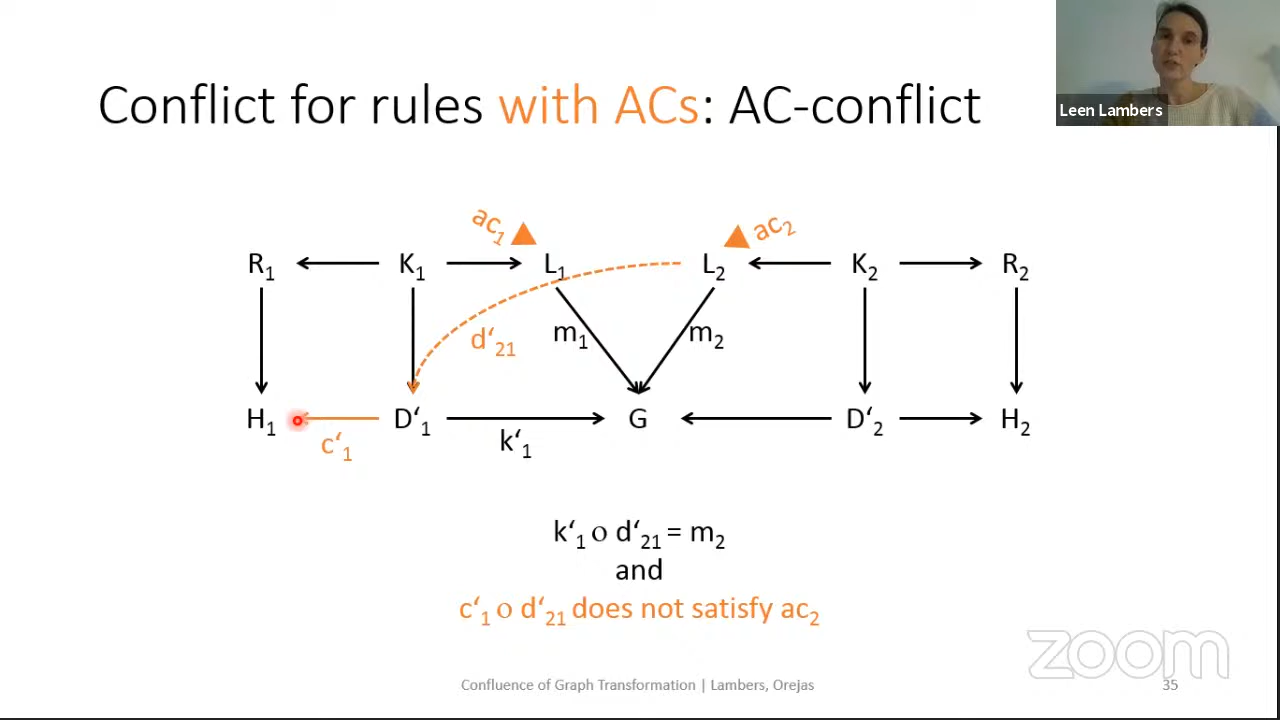 Conflict for rules with ACs: AC-conflict
Leen Lambers
ac₁ ac₂
R₁ K₁ L₁ L₂ K₂ R₂
d‘₂₁ m₁ m₂
H₁ D‘₁ G D‘₂ H₂
c‘₁ k‘₁
k‘₁ o d‘₂₁ = m₂
and
c‘₁ o d‘₂₁ does not satisfy ac₂
zoom
Confluence of Graph Transformation | Lambers, Orejas 35